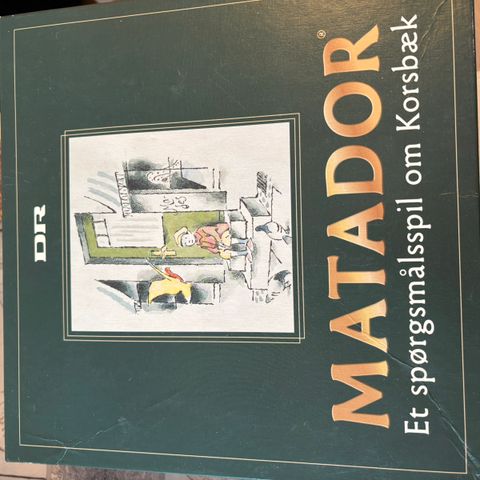 DR
MATADOR®
Et spørgsmålsspil om Korsbæk